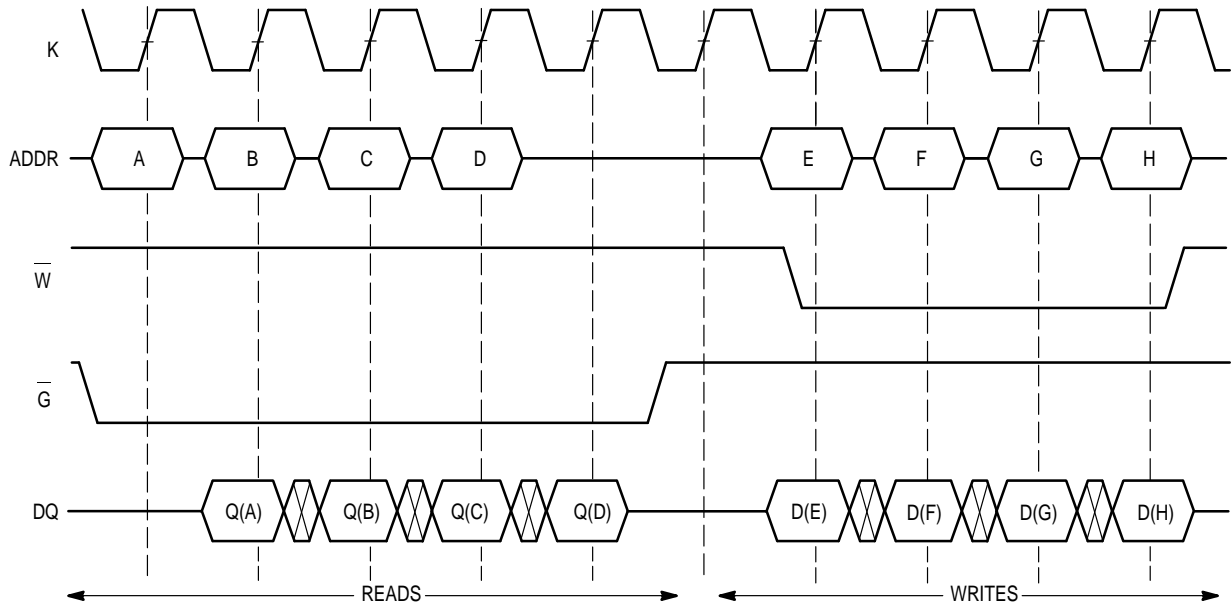 K
ADDR A B C D E F G H
W̅
G̅
DQ Q(A) Q(B) Q(C) Q(D) D(E) D(F) D(G) D(H)
READS WRITES